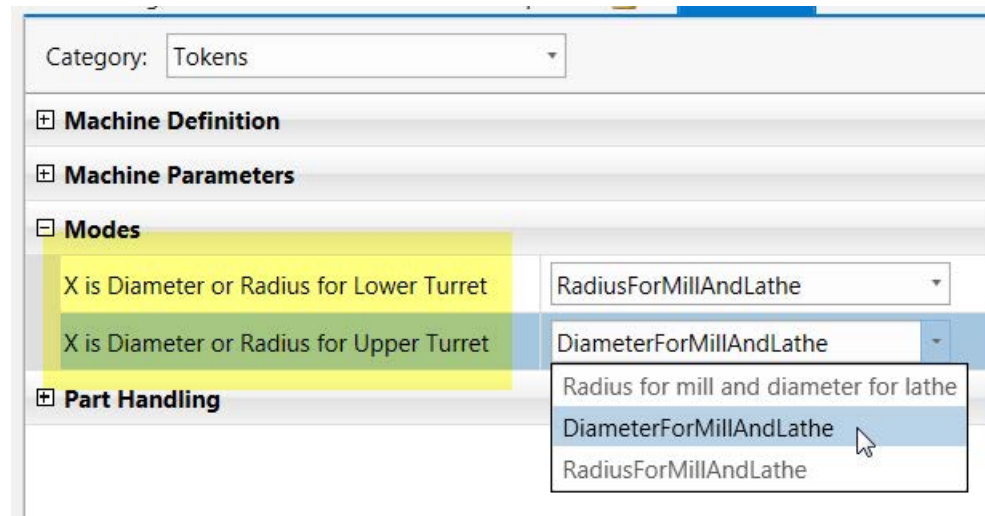 Category: Tokens
Machine Definition
Machine Parameters
Modes
X is Diameter or Radius for Lower Turret RadiusForMillAndLathe
X is Diameter or Radius for Upper Turret DiameterForMillAndLathe
Radius for mill and diameter for lathe
Part Handling
DiameterForMillAndLathe
RadiusForMillAndLathe